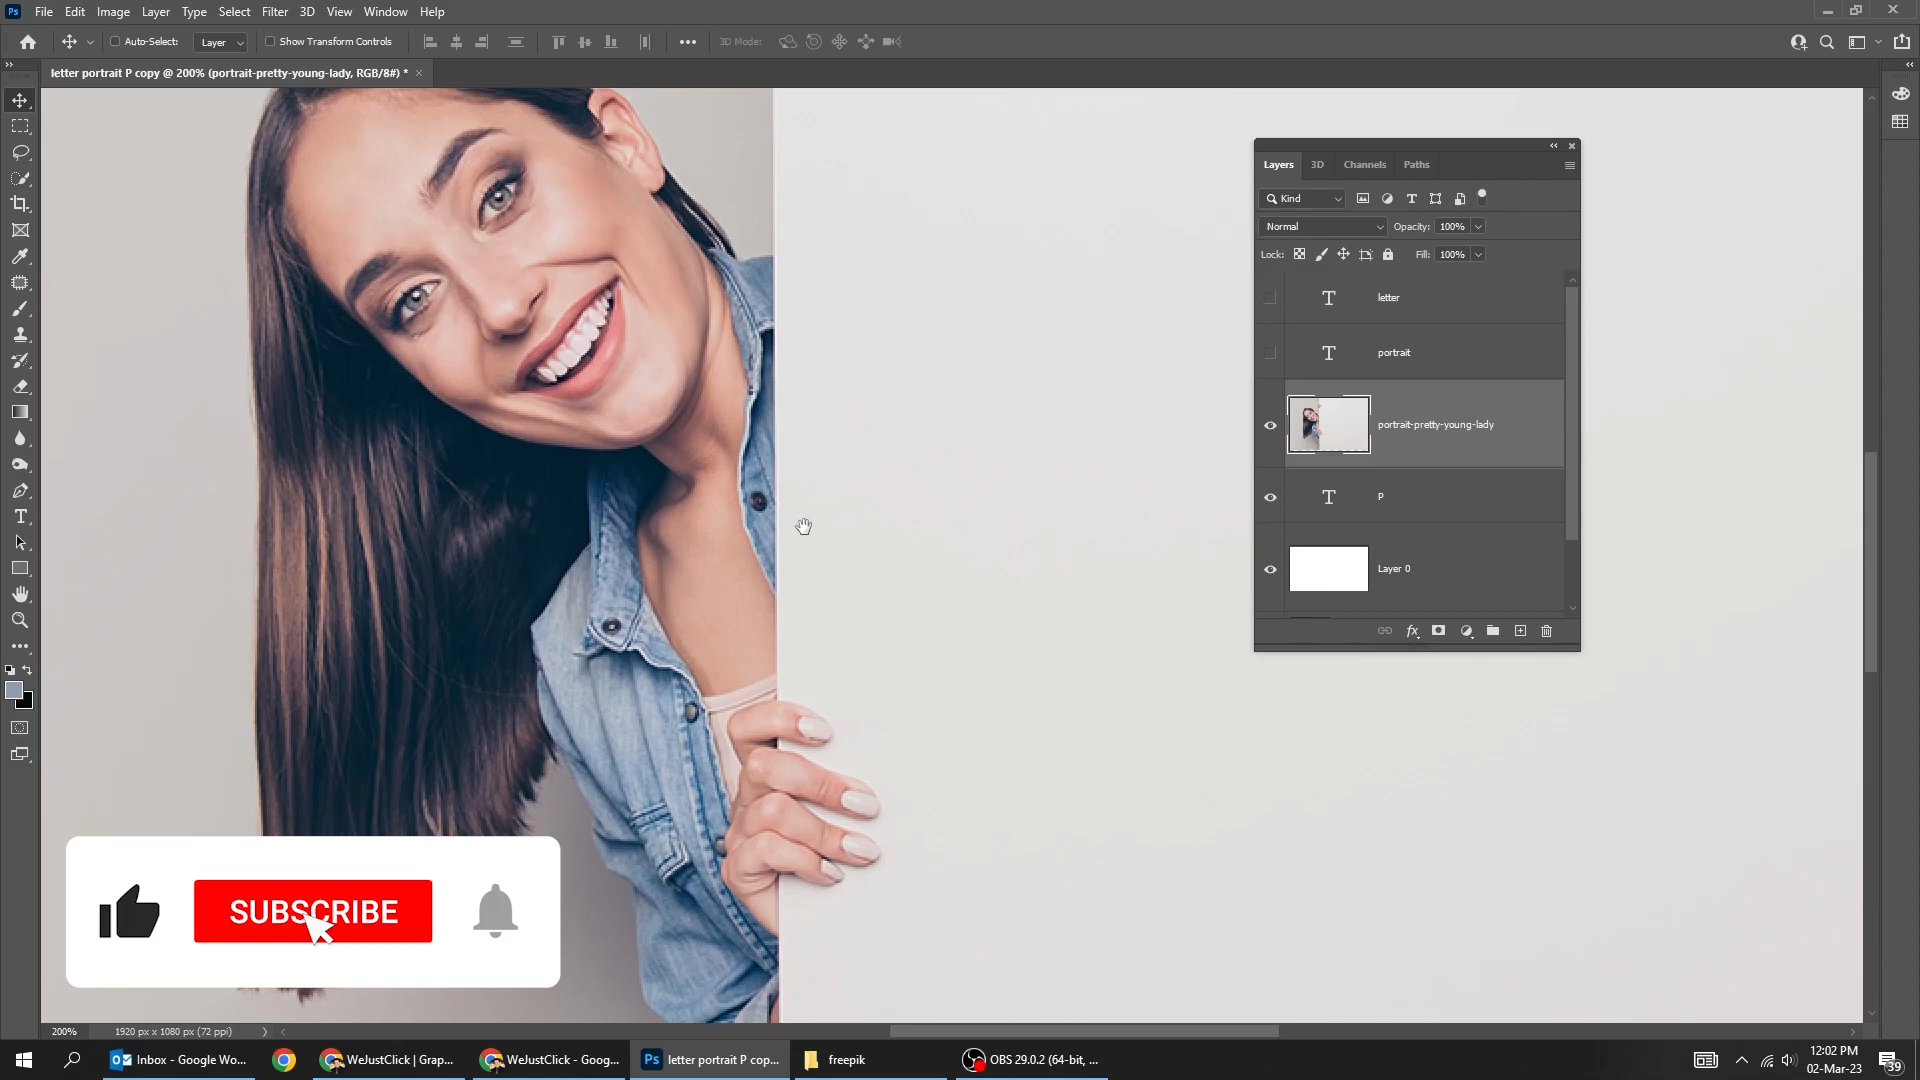 Ps File Edit Image Layer Type Select Filter 3D View Window Help
Auto-Select: Layer Show Transform Controls 3D Mode:
letter portrait P copy @ 200% (portrait-pretty-young-lady, RGB/8#) *
Layers 3D Channels Paths
Kind
Normal Opacity: 100%
Lock: Fill: 100%
letter
portrait
portrait-pretty-young-lady
P
Layer 0
SUBSCRIBE
200% 1920 px x 1080 px (72 ppi)
Inbox - Google Wo...
WeJustClick | Grap...
WeJustClick - Goog...
Ps letter portrait P cop...
freepik
OBS 29.0.2 (64-bit, ...
12:02 PM
02-Mar-23
39